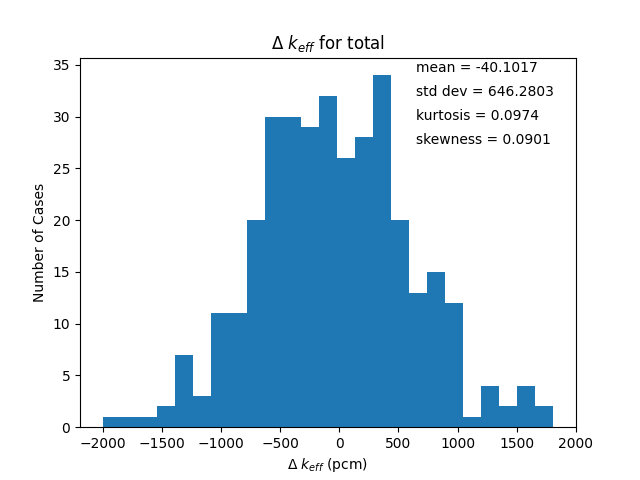 Δ k_eff for total
mean = -40.1017
std dev = 646.2803
kurtosis = 0.0974
skewness = 0.0901
Number of Cases
35
30
25
20
15
10
5
0
−2000 −1500 −1000 −500 0 500 1000 1500 2000
Δ k_eff (pcm)